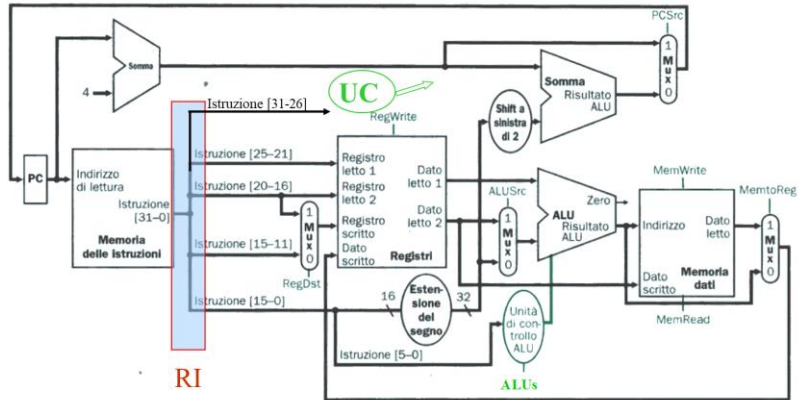 PCSrc
1
Mux
0
Somma
4
Somma
Risultato
ALU
UC
Istruzione [31-26]
Shift a
sinistra
di 2
RegWrite
PC
Indirizzo
di lettura
Istruzione
[31–0]
Memoria
delle istruzioni
Istruzione [25–21]
Istruzione [20–16]
Istruzione [15–11]
Istruzione [15–0]
1
Mux
0
RegDst
Registro
letto 1
Registro
letto 2
Registro
scritto
Dato
scritto
Dato
letto 1
Dato
letto 2
Registri
ALUSrc
1
Mux
0
Zero
ALU
Risultato
ALU
MemWrite
Indirizzo
Dato
letto
Dato
scritto
Memoria
dati
MemRead
MemtoReg
1
Mux
0
16
Estensione
del
segno
32
Istruzione [5–0]
Unità
di con-
trollo
ALU
RI
ALUs